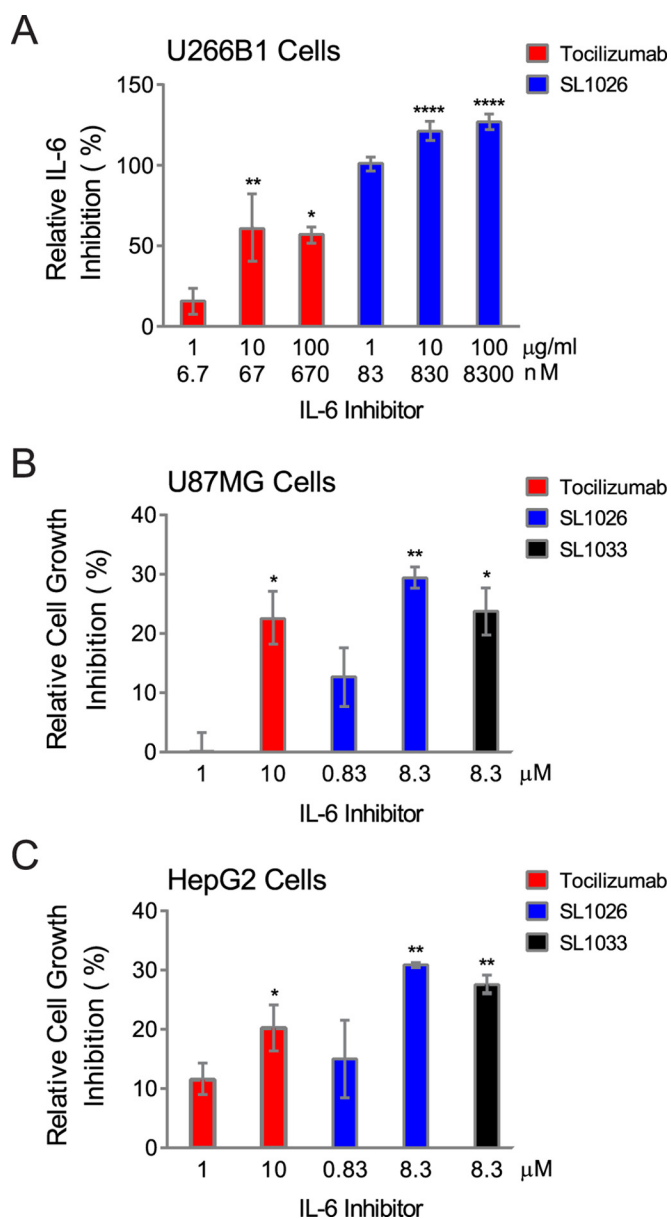 A
U266B1 Cells
Tocilizumab
SL1026
Relative IL-6
Inhibition ( %)
150
100
50
0
****
****
**
*
1 10 100 1 10 100 μg/ml
6.7 67 670 83 830 8300 nM
IL-6 Inhibitor
B
U87MG Cells
Tocilizumab
SL1026
SL1033
Relative Cell Growth
Inhibition ( %)
40
30
20
10
0
*
**
*
1 10 0.83 8.3 8.3 μM
IL-6 Inhibitor
C
HepG2 Cells
Tocilizumab
SL1026
SL1033
Relative Cell Growth
Inhibition ( %)
40
30
20
10
0
*
**
**
1 10 0.83 8.3 8.3 μM
IL-6 Inhibitor